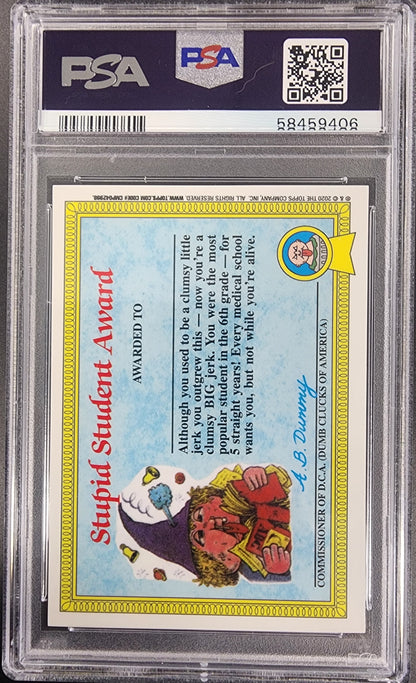 PSA
PSA
58459406
® & © 2020 THE TOPPS COMPANY, INC. ALL RIGHTS RESERVED. WWW.TOPPS.COM CODE# CMP042980.
Stupid Student Award
AWARDED TO
Although you used to be a clumsy little
jerk you outgrew this — now you're a
clumsy BIG jerk. You were the most
popular student in the 6th grade — for
5 straight years! Every medical school
wants you, but not while you're alive.
A. B. Dummy
COMMISSIONER OF D.C.A. (DUMB CLUCKS OF AMERICA)